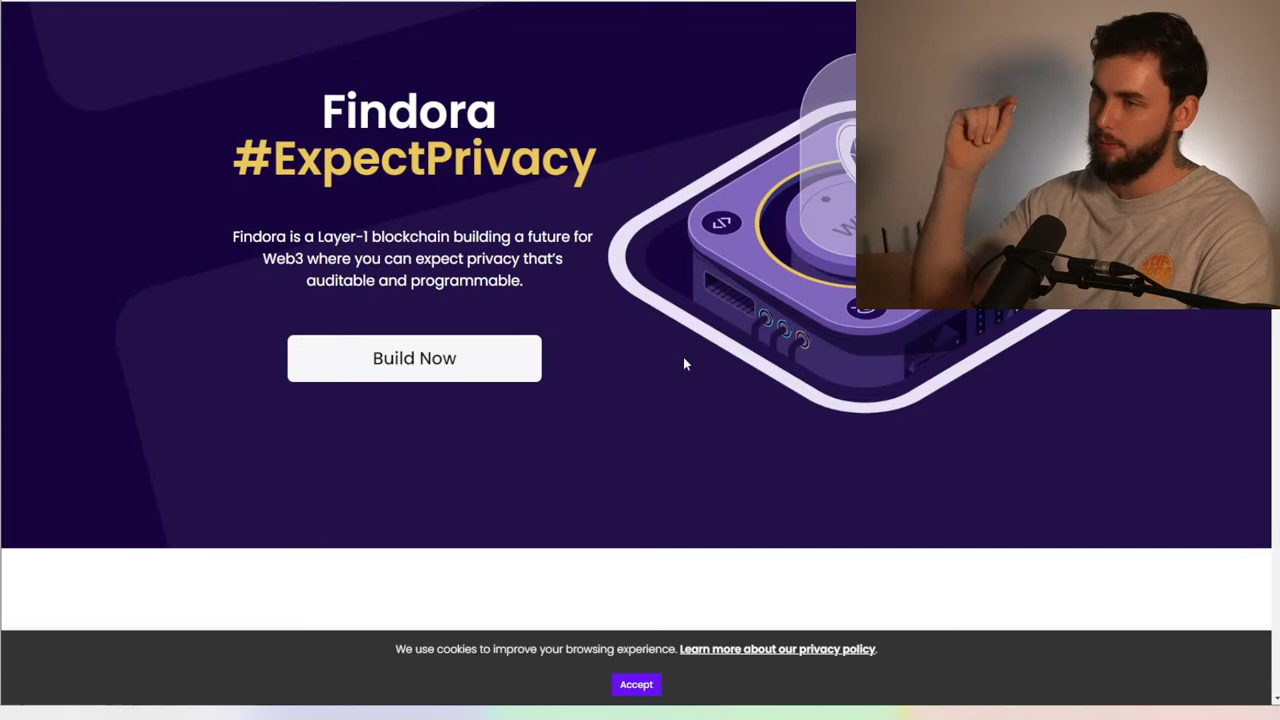 Findora
#ExpectPrivacy
Findora is a Layer-1 blockchain building a future for
Web3 where you can expect privacy that's
auditable and programmable.
Build Now
We use cookies to improve your browsing experience. Learn more about our privacy policy.
Accept